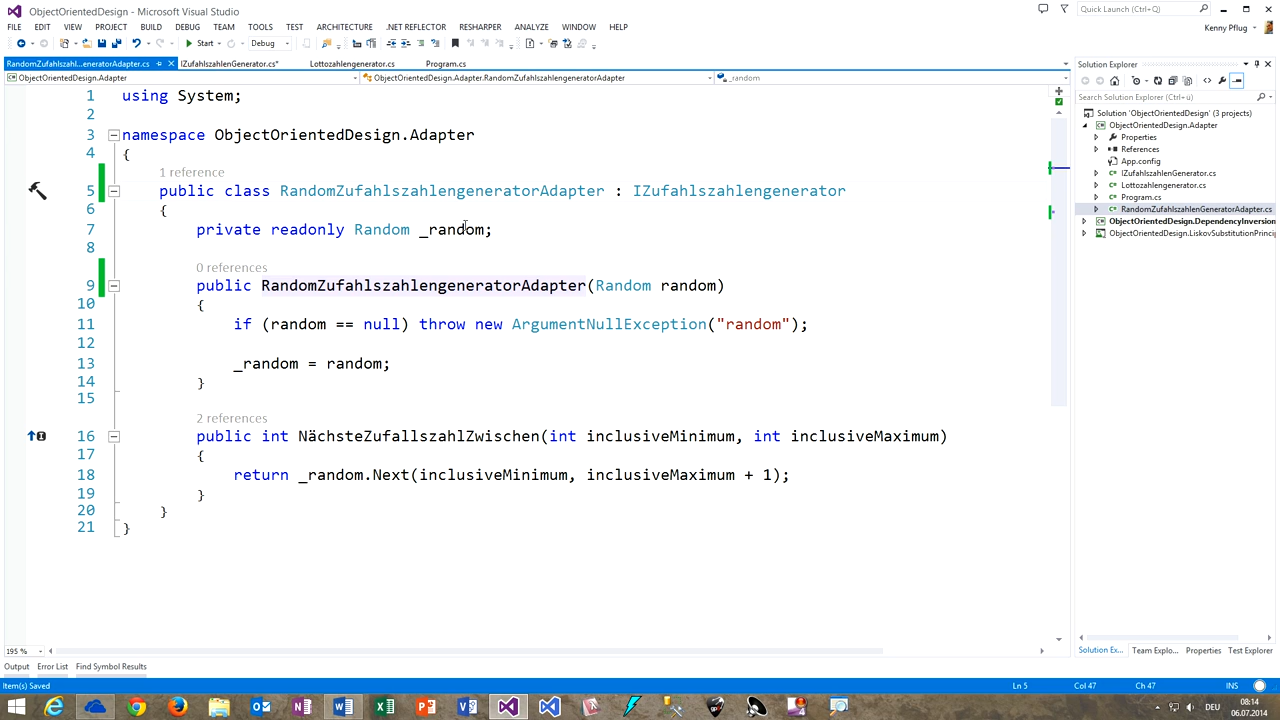 ObjectOrientedDesign - Microsoft Visual Studio
Quick Launch (Ctrl+Q)
FILE EDIT VIEW PROJECT BUILD DEBUG TEAM TOOLS TEST ARCHITECTURE .NET REFLECTOR RESHARPER ANALYZE WINDOW HELP
Kenny Pflug
Start Debug
RandomZufahlszahl...eneratorAdapter.cs IZufahlszahlenGenerator.cs* Lottozahlengenerator.cs Program.cs
ObjectOrientedDesign.Adapter ObjectOrientedDesign.Adapter.RandomZufahlszahlengeneratorAdapter _random
1 using System;
2
3 namespace ObjectOrientedDesign.Adapter
4 {
1 reference
5 public class RandomZufahlszahlengeneratorAdapter : IZufahlszahlengenerator
6 {
7 private readonly Random _random;
8
0 references
9 public RandomZufahlszahlengeneratorAdapter(Random random)
10 {
11 if (random == null) throw new ArgumentNullException("random");
12
13 _random = random;
14 }
15
2 references
16 public int NächsteZufallszahlZwischen(int inclusiveMinimum, int inclusiveMaximum)
17 {
18 return _random.Next(inclusiveMinimum, inclusiveMaximum + 1);
19 }
20 }
21 }
195 %
Solution Explorer
Search Solution Explorer (Ctrl+ü)
Solution 'ObjectOrientedDesign' (3 projects)
ObjectOrientedDesign.Adapter
Properties
References
App.config
IZufahlszahlenGenerator.cs
Lottozahlengenerator.cs
Program.cs
RandomZufahlszahlenGeneratorAdapter.cs
ObjectOrientedDesign.DependencyInversion
ObjectOrientedDesign.LiskovSubstitutionPrinci
Solution Ex... Team Explo... Properties Test Explorer
Output Error List Find Symbol Results
Item(s) Saved Ln 5 Col 47 Ch 47 INS
DEU
08:14
06.07.2014